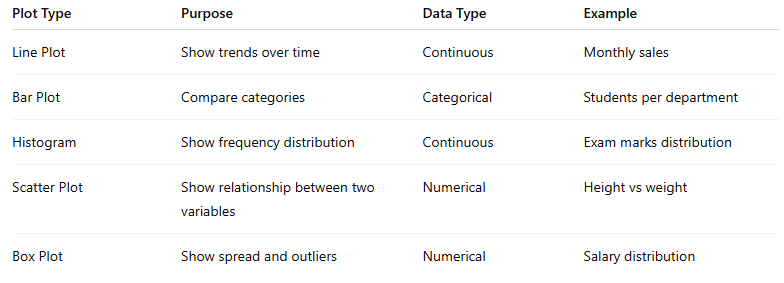 Plot Type Purpose Data Type Example
Line Plot Show trends over time Continuous Monthly sales
Bar Plot Compare categories Categorical Students per department
Histogram Show frequency distribution Continuous Exam marks distribution
Scatter Plot Show relationship between two Numerical Height vs weight
variables
Box Plot Show spread and outliers Numerical Salary distribution